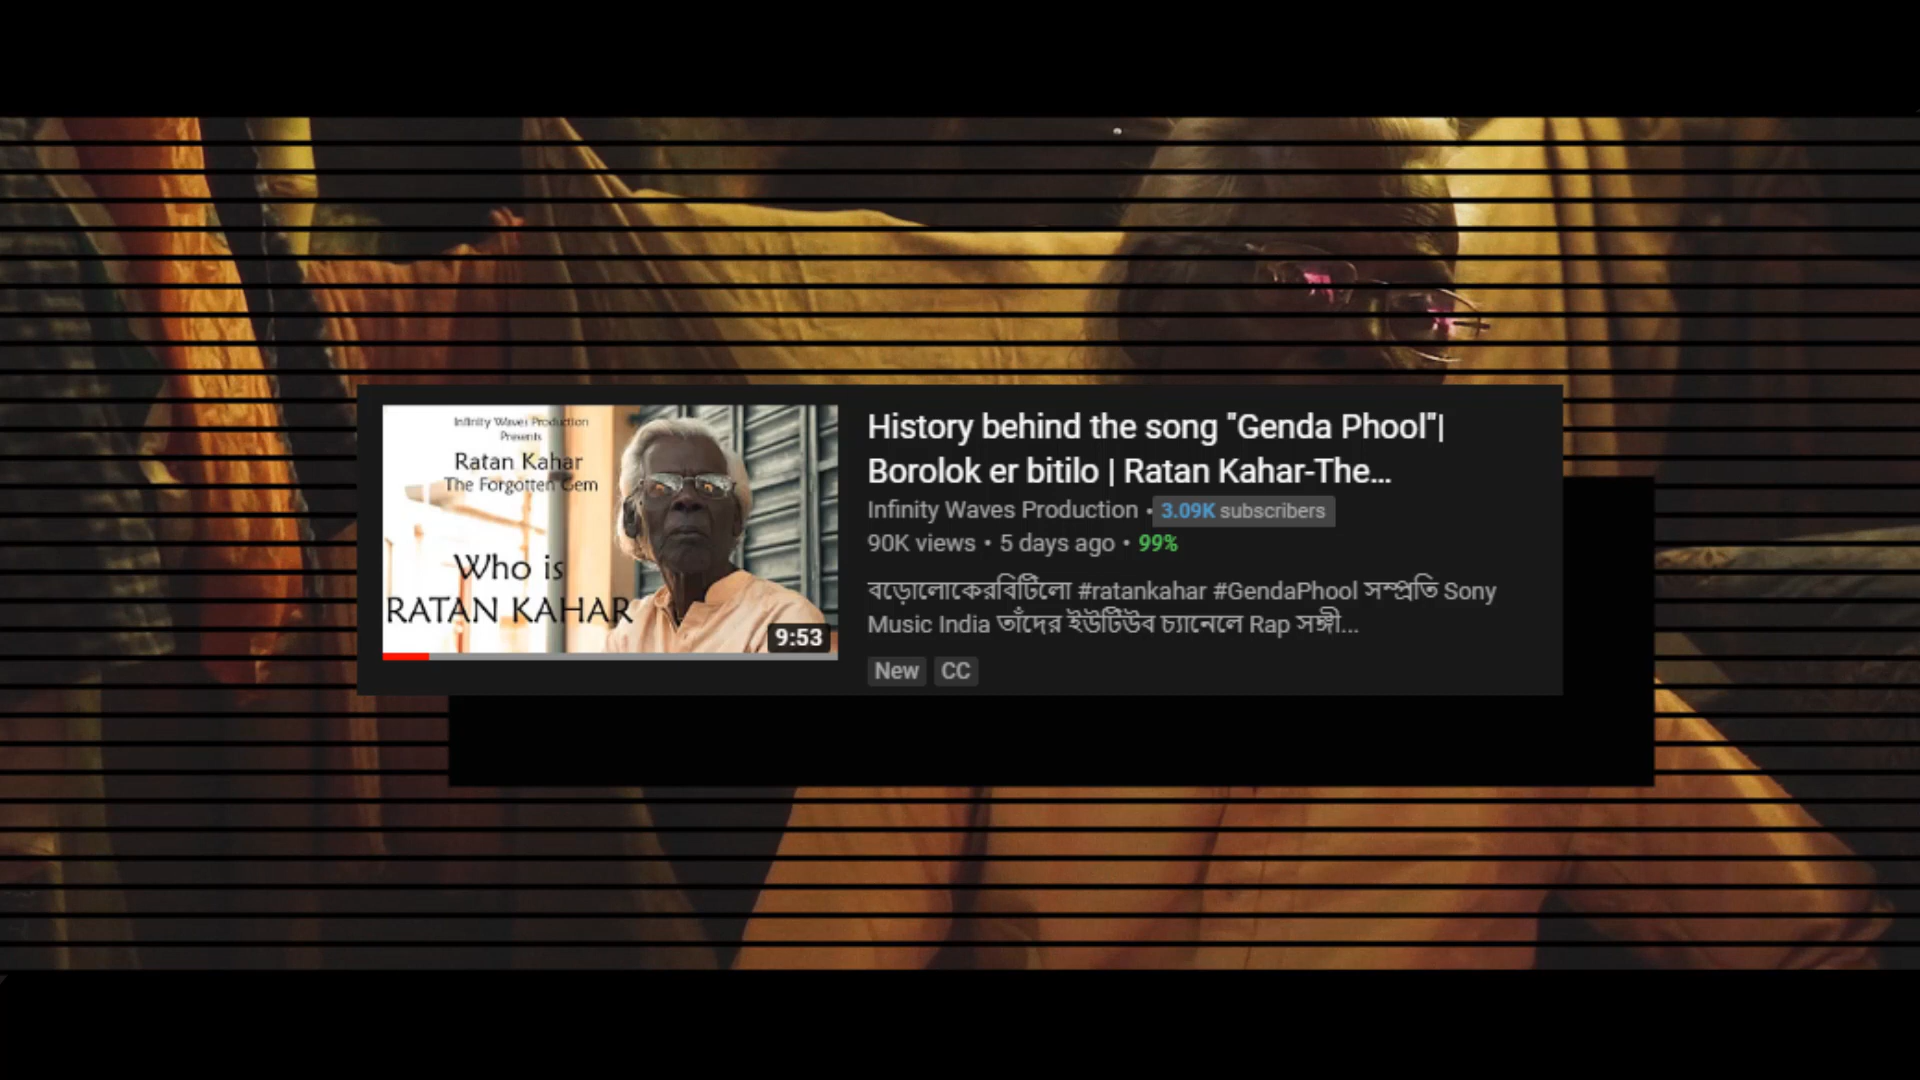 Infinity Waves Production
Presents
Ratan Kahar
The Forgotten Gem
Who is
RATAN KAHAR
9:53
History behind the song "Genda Phool"|
Borolok er bitilo | Ratan Kahar-The...
Infinity Waves Production • 3.09K subscribers
90K views • 5 days ago • 99%
বড়োলোকেরবিটিলো #ratankahar #GendaPhool সম্প্রতি Sony
Music India তাঁদের ইউটিউব চ্যানেলে Rap সঙ্গী...
New CC